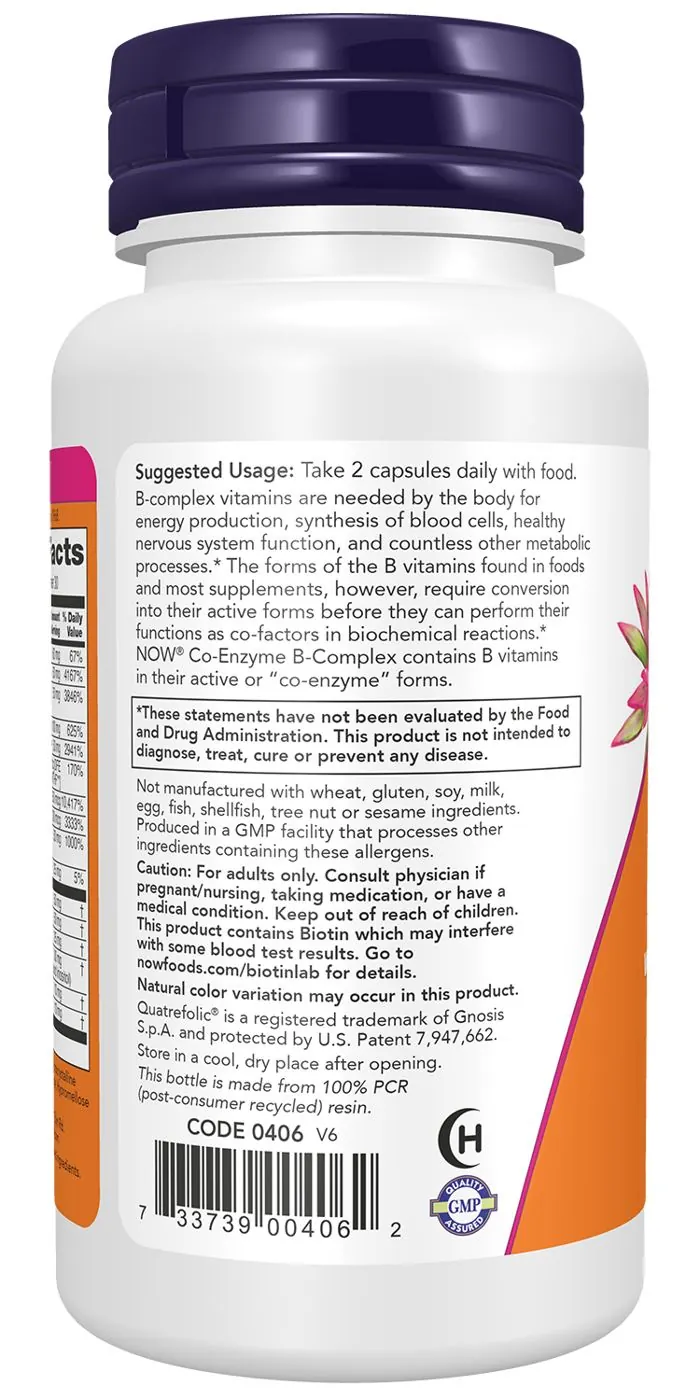 Suggested Usage: Take 2 capsules daily with food.
B-complex vitamins are needed by the body for
energy production, synthesis of blood cells, healthy
nervous system function, and countless other metabolic
processes.* The forms of the B vitamins found in foods
and most supplements, however, require conversion
into their active forms before they can perform their
functions as co-factors in biochemical reactions.*
NOW® Co-Enzyme B-Complex contains B vitamins
in their active or “co-enzyme” forms.
*These statements have not been evaluated by the Food
and Drug Administration. This product is not intended to
diagnose, treat, cure or prevent any disease.
Not manufactured with wheat, gluten, soy, milk,
egg, fish, shellfish, tree nut or sesame ingredients.
Produced in a GMP facility that processes other
ingredients containing these allergens.
Caution: For adults only. Consult physician if
pregnant/nursing, taking medication, or have a
medical condition. Keep out of reach of children.
This product contains Biotin which may interfere
with some blood test results. Go to
nowfoods.com/biotinlab for details.
Natural color variation may occur in this product.
Quatrefolic® is a registered trademark of Gnosis
S.p.A. and protected by U.S. Patent 7,947,662.
Store in a cool, dry place after opening.
This bottle is made from 100% PCR
(post-consumer recycled) resin.
CODE 0406 V6
7 33739 00406 2
CH
QUALITY
GMP
ASSURED
% Daily
Value
67%
4167%
3846%
625%
2941%
170%
10,417%
3333%
1000%
5%
†
†
†
†
†
†